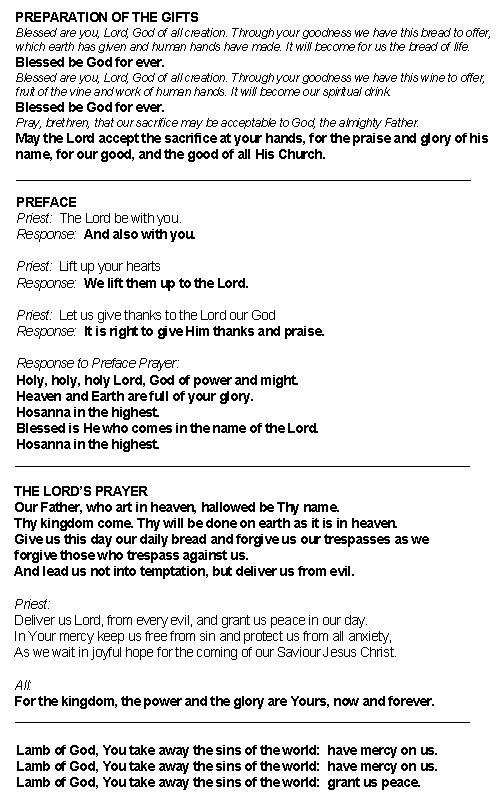 PREPARATION OF THE GIFTS
Blessed are you, Lord, God of all creation. Through your goodness we have this bread to offer,
which earth has given and human hands have made. It will become for us the bread of life.
Blessed be God for ever.
Blessed are you, Lord, God of all creation. Through your goodness we have this wine to offer,
fruit of the vine and work of human hands. It will become our spiritual drink.
Blessed be God for ever.
Pray, brethren, that our sacrifice may be acceptable to God, the almighty Father.
May the Lord accept the sacrifice at your hands, for the praise and glory of his
name, for our good, and the good of all His Church.
PREFACE
Priest: The Lord be with you.
Response: And also with you.
Priest: Lift up your hearts
Response: We lift them up to the Lord.
Priest: Let us give thanks to the Lord our God
Response: It is right to give Him thanks and praise.
Response to Preface Prayer:
Holy, holy, holy Lord, God of power and might.
Heaven and Earth are full of your glory.
Hosanna in the highest.
Blessed is He who comes in the name of the Lord.
Hosanna in the highest.
THE LORD'S PRAYER
Our Father, who art in heaven, hallowed be Thy name.
Thy kingdom come. Thy will be done on earth as it is in heaven.
Give us this day our daily bread and forgive us our trespasses as we
forgive those who trespass against us.
And lead us not into temptation, but deliver us from evil.
Priest:
Deliver us Lord, from every evil, and grant us peace in our day.
In Your mercy keep us free from sin and protect us from all anxiety,
As we wait in joyful hope for the coming of our Saviour Jesus Christ.
All:
For the kingdom, the power and the glory are Yours, now and forever.
Lamb of God, You take away the sins of the world: have mercy on us.
Lamb of God, You take away the sins of the world: have mercy on us.
Lamb of God, You take away the sins of the world: grant us peace.